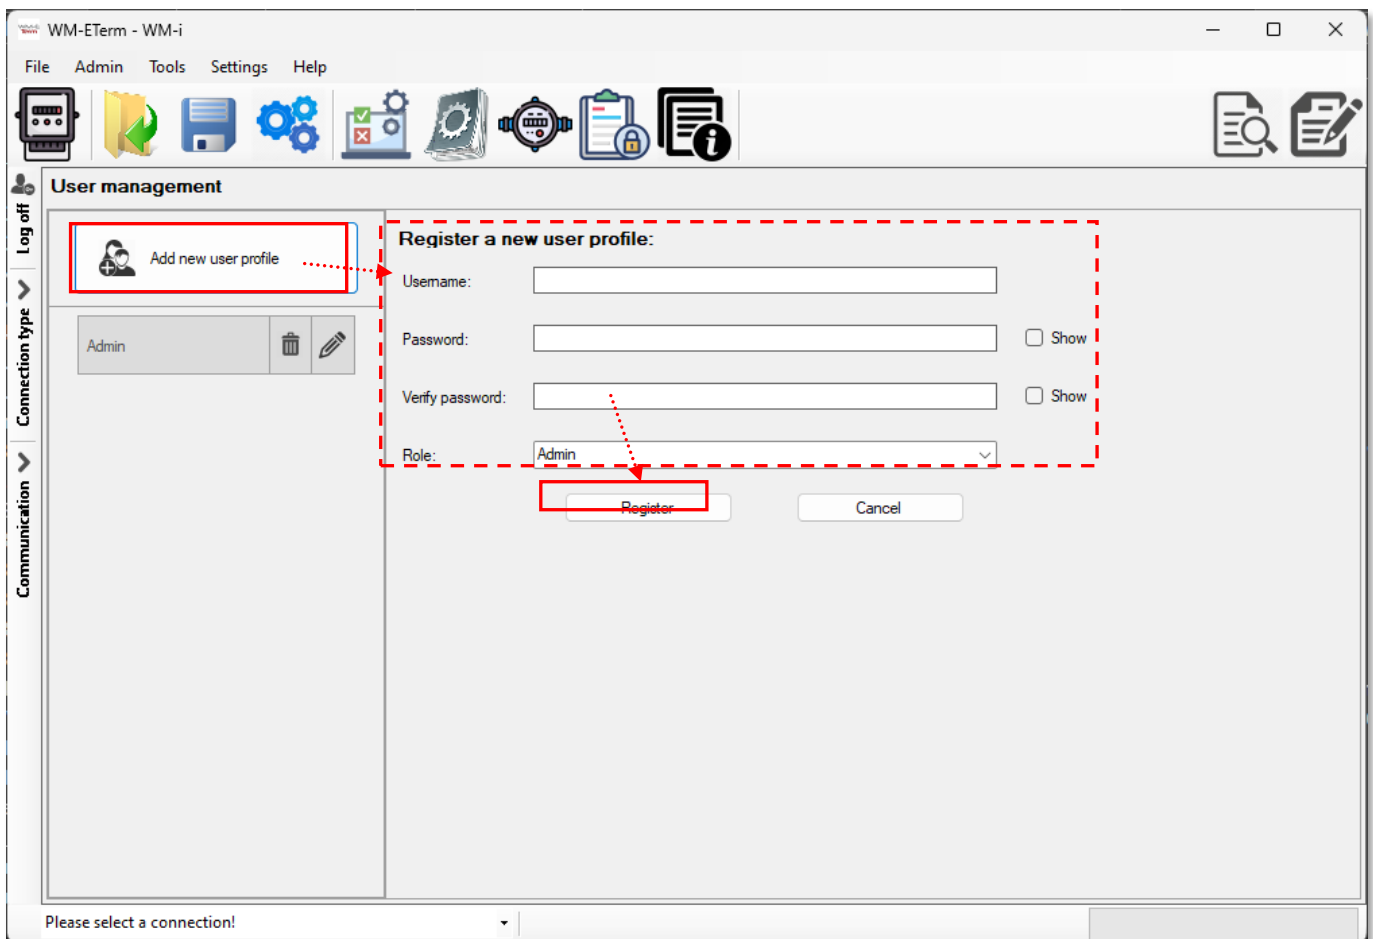 WM-ETerm - WM-i
File Admin Tools Settings Help
Log off
Connection type
Communication
User management
Add new user profile
Admin
Register a new user profile:
Username:
Password:
Show
Verify password:
Show
Role:
Admin
Register
Cancel
Please select a connection!